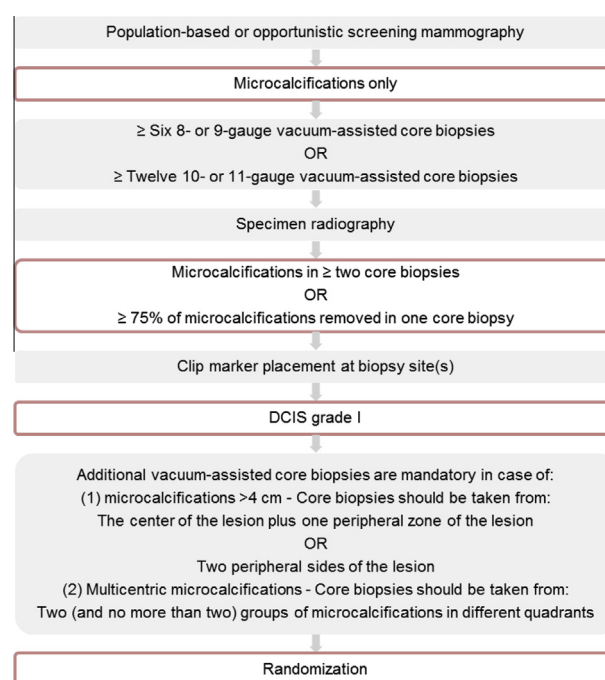 Population-based or opportunistic screening mammography
Microcalcifications only
≥ Six 8- or 9-gauge vacuum-assisted core biopsies
OR
≥ Twelve 10- or 11-gauge vacuum-assisted core biopsies
Specimen radiography
Microcalcifications in ≥ two core biopsies
OR
≥ 75% of microcalcifications removed in one core biopsy
Clip marker placement at biopsy site(s)
DCIS grade I
Additional vacuum-assisted core biopsies are mandatory in case of:
(1) microcalcifications >4 cm - Core biopsies should be taken from:
The center of the lesion plus one peripheral zone of the lesion
OR
Two peripheral sides of the lesion
(2) Multicentric microcalcifications - Core biopsies should be taken from:
Two (and no more than two) groups of microcalcifications in different quadrants
Randomization